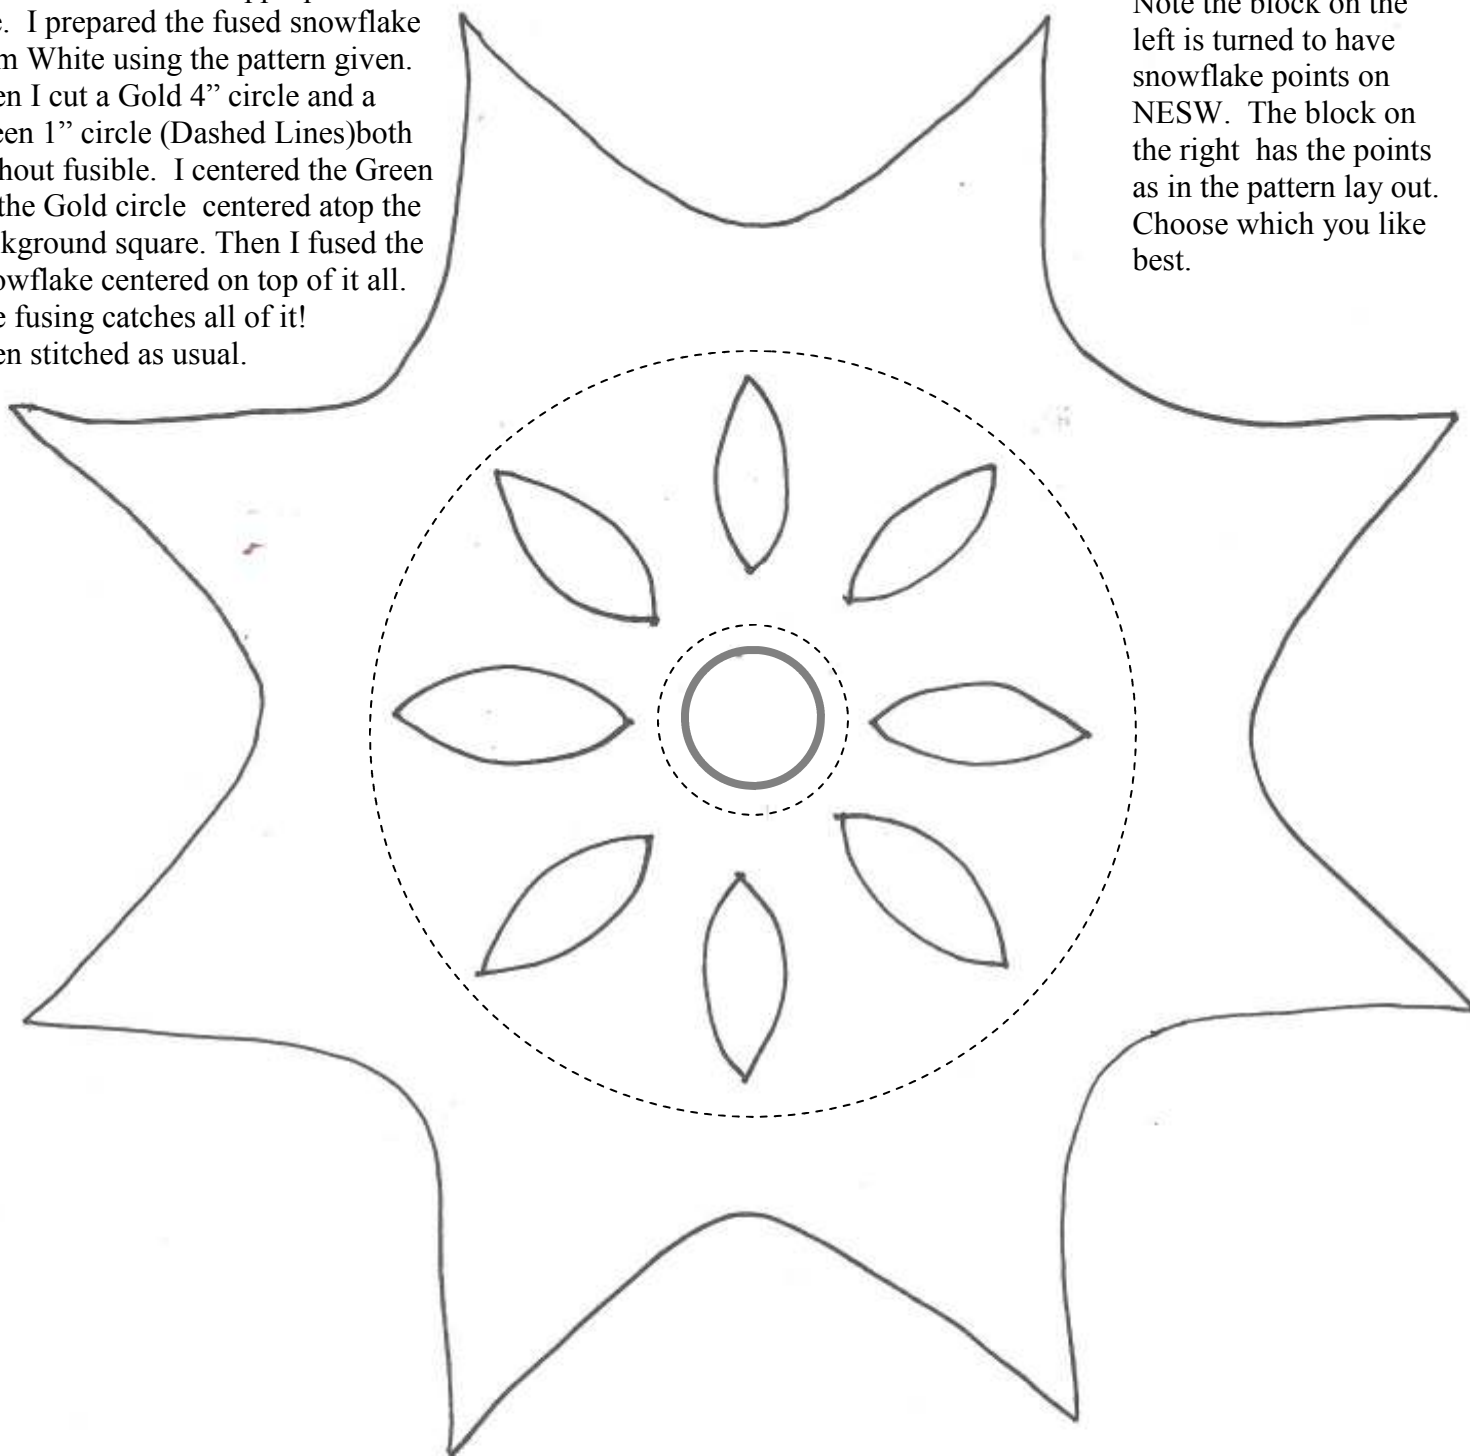 . I prepared the fused snowflake
m White using the pattern given.
en I cut a Gold 4” circle and a
een 1” circle (Dashed Lines)both
hout fusible. I centered the Green
the Gold circle centered atop the
kground square. Then I fused the
owflake centered on top of it all.
e fusing catches all of it!
en stitched as usual.
Note the block on the
left is turned to have
snowflake points on
NESW. The block on
the right has the points
as in the pattern lay out.
Choose which you like
best.